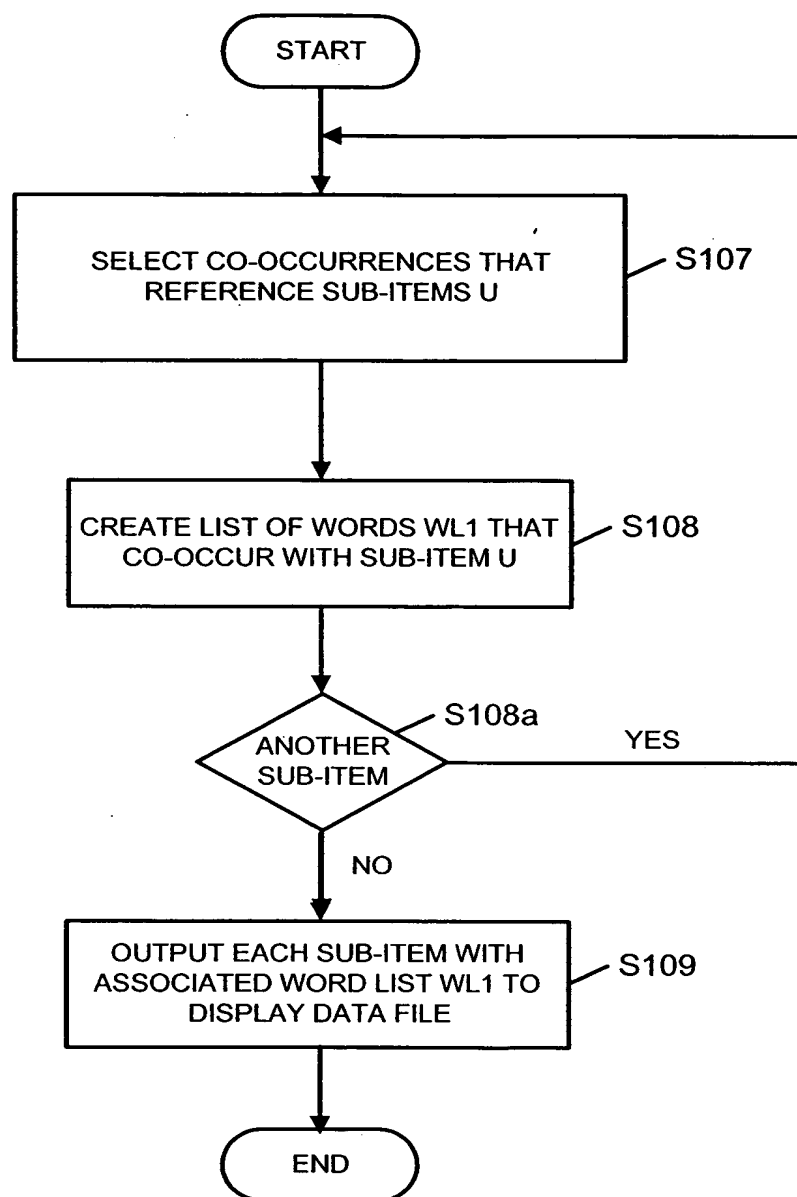 START
SELECT CO-OCCURRENCES THAT
REFERENCE SUB-ITEMS U
S107
CREATE LIST OF WORDS WL1 THAT
CO-OCCUR WITH SUB-ITEM U
S108
S108a
ANOTHER
SUB-ITEM
YES
NO
OUTPUT EACH SUB-ITEM WITH
ASSOCIATED WORD LIST WL1 TO
DISPLAY DATA FILE
S109
END